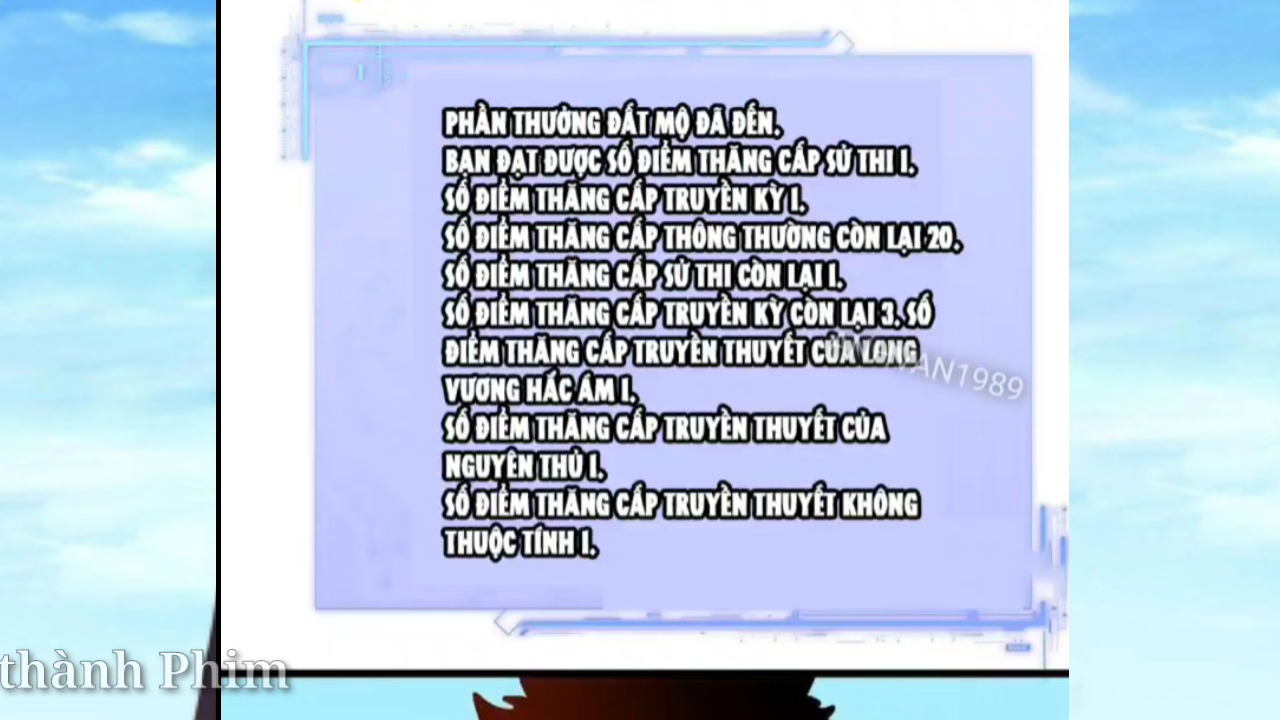 PHẦN THƯỞNG ĐẤT MỘ ĐÃ ĐẾN.
BẠN ĐẠT ĐƯỢC SỐ ĐIỂM THĂNG CẤP SỬ THI 1.
SỐ ĐIỂM THĂNG CẤP TRUYỀN KỲ 1.
SỐ ĐIỂM THĂNG CẤP THÔNG THƯỜNG CÒN LẠI 20.
SỐ ĐIỂM THĂNG CẤP SỬ THI CÒN LẠI 1.
SỐ ĐIỂM THĂNG CẤP TRUYỀN KỲ CÒN LẠI 3. SỐ
ĐIỂM THĂNG CẤP TRUYỀN THUYẾT CỦA LONG
VƯƠNG HẮC ÁM 1.
SỐ ĐIỂM THĂNG CẤP TRUYỀN THUYẾT CỦA
NGUYÊN THỦ 1.
SỐ ĐIỂM THĂNG CẤP TRUYỀN THUYẾT KHÔNG
THUỘC TÍNH 1.
thành Phim